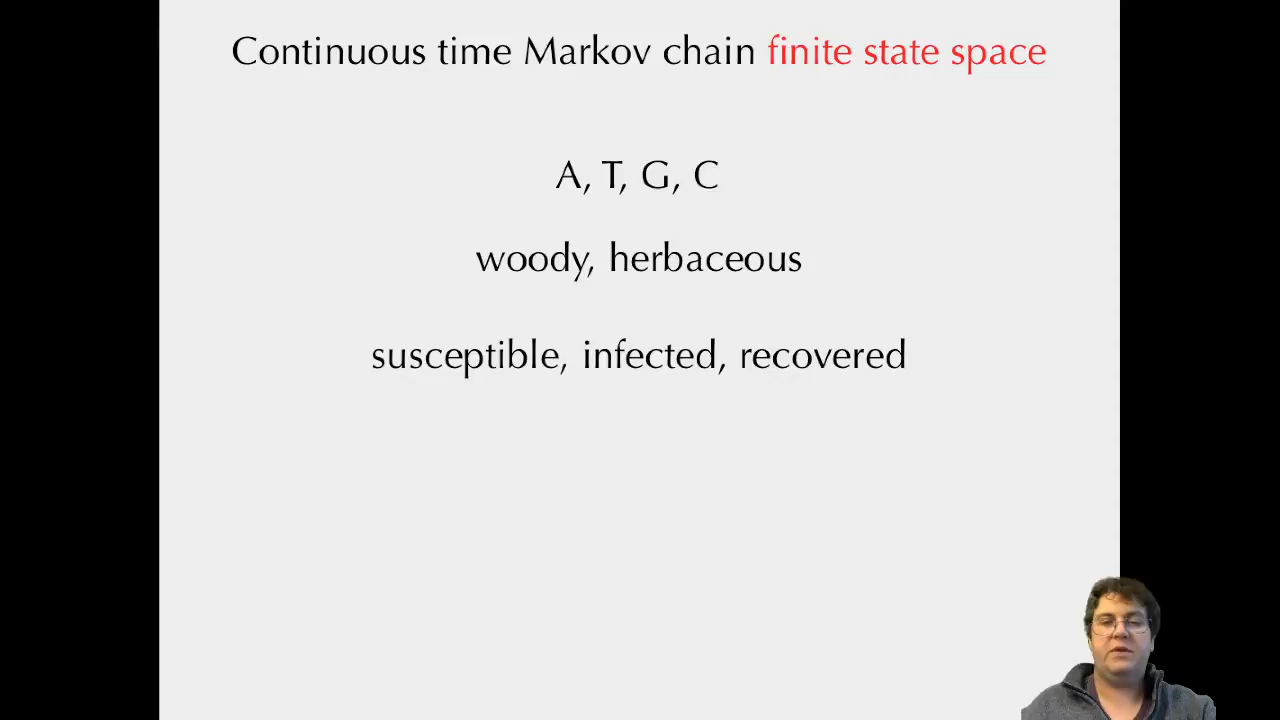 Continuous time Markov chain finite state space
A, T, G, C
woody, herbaceous
susceptible, infected, recovered